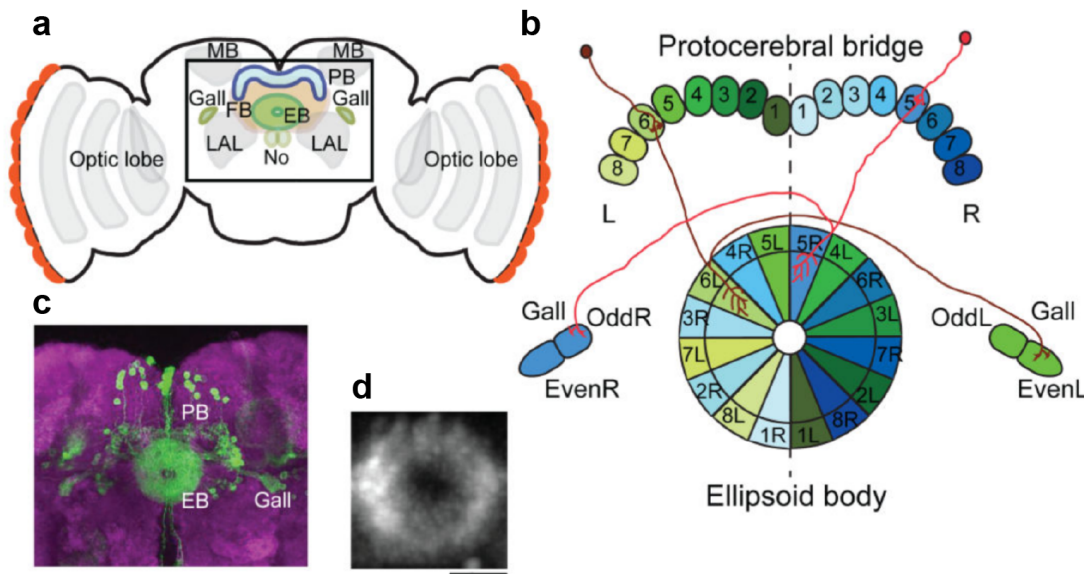 a
MB
MB
PB
Gall
FB
EB
Gall
LAL
No
LAL
Optic lobe
Optic lobe
b
Protocerebral bridge
8
7
6
5
4
3
2
1
1
2
3
4
5
6
7
8
L
R
5L
5R
4R
4L
6L
6R
3R
3L
7L
7R
2R
2L
8L
8R
1R
1L
Gall
OddR
EvenR
OddL
Gall
EvenL
Ellipsoid body
c
PB
EB
Gall
d